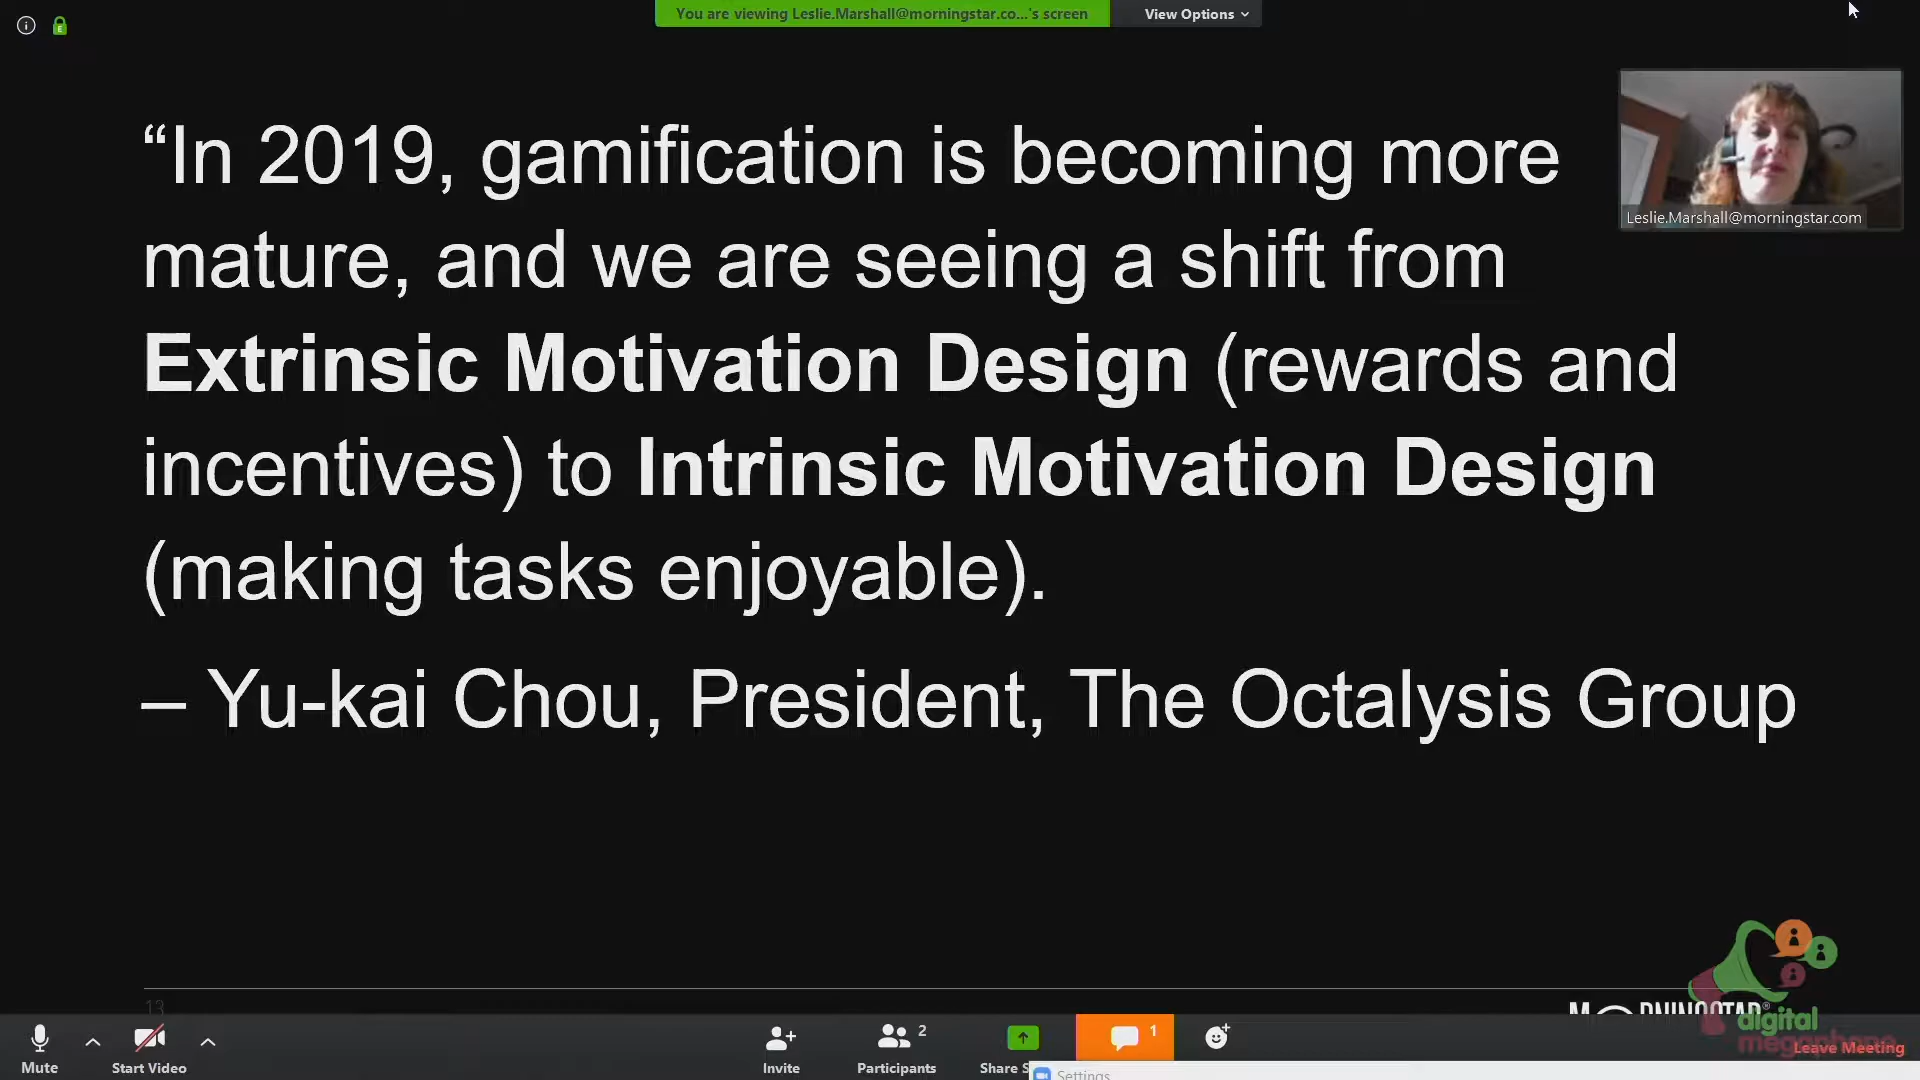 You are viewing Leslie.Marshall@morningstar.co...'s screen
View Options
“In 2019, gamification is becoming more
mature, and we are seeing a shift from
Extrinsic Motivation Design (rewards and
incentives) to Intrinsic Motivation Design
(making tasks enjoyable).
– Yu-kai Chou, President, The Octalysis Group
Leslie.Marshall@morningstar.com
13
digital
megaphone
Leave Meeting
Mute
Start Video
Invite
2
Participants
Share
1
Settings